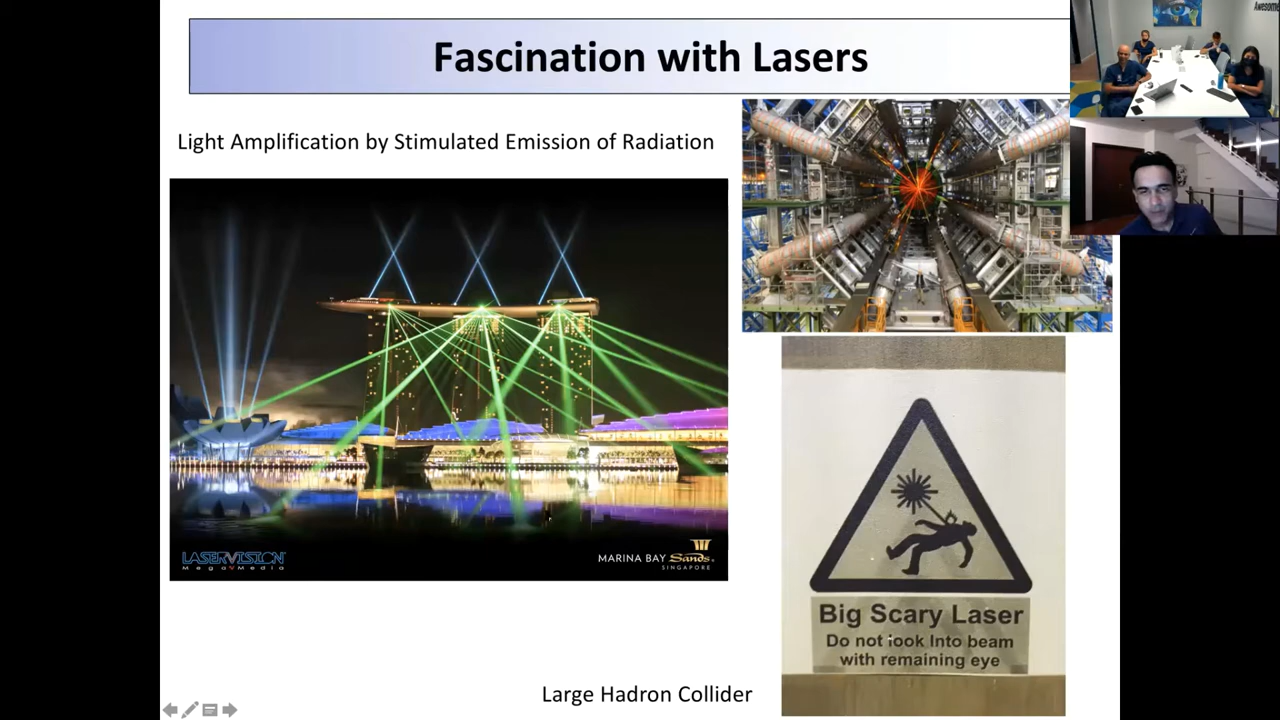 Fascination with Lasers
Awesome
Light Amplification by Stimulated Emission of Radiation
LASERVISION
MegaVMedia
MARINA BAY Sands
SINGAPORE
Big Scary Laser
Do not look Into beam
with remaining eye
Large Hadron Collider